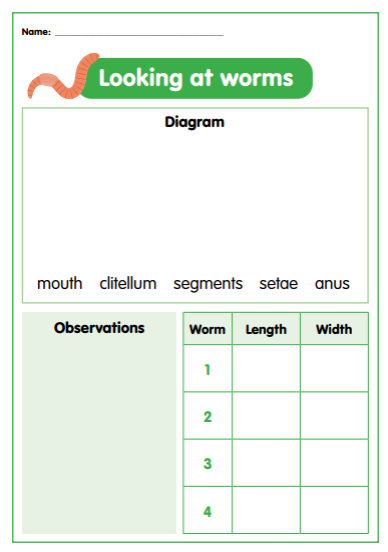 Name:
Looking at worms
Diagram
mouth clitellum segments setae anus
Observations
Worm Length Width
1
2
3
4